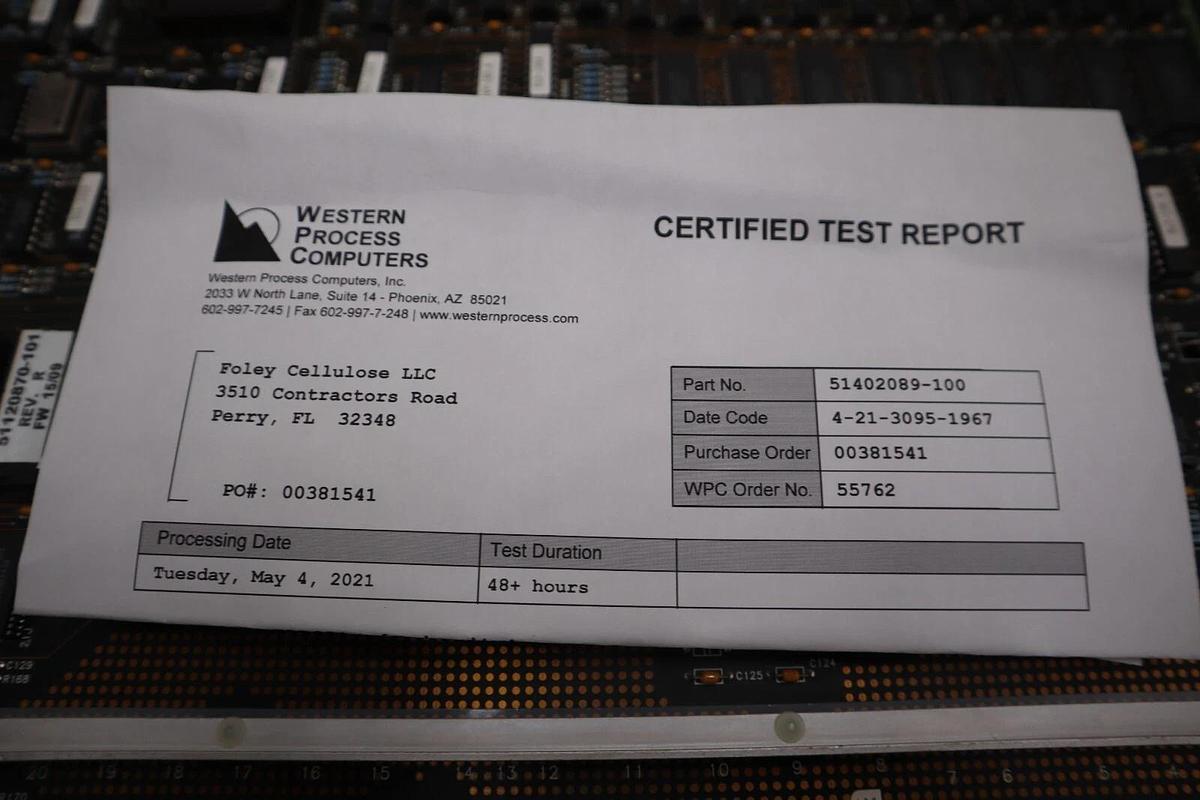 WESTERN
PROCESS
COMPUTERS
CERTIFIED TEST REPORT
Western Process Computers, Inc.
2033 W North Lane, Suite 14 - Phoenix, AZ 85021
602-997-7245 | Fax 602-997-7-248 | www.westernprocess.com
Foley Cellulose LLC
3510 Contractors Road
Perry, FL 32348
PO#: 00381541
Part No. 51402089-100
Date Code 4-21-3095-1967
Purchase Order 00381541
WPC Order No. 55762
Processing Date Test Duration
Tuesday, May 4, 2021 48+ hours
51120870-101
REV. R
FW 15/09
C129
R168
C125
C124
20 19 18 17 16 15 14 13 12 11 10 9 8 7 6 5 4
R170